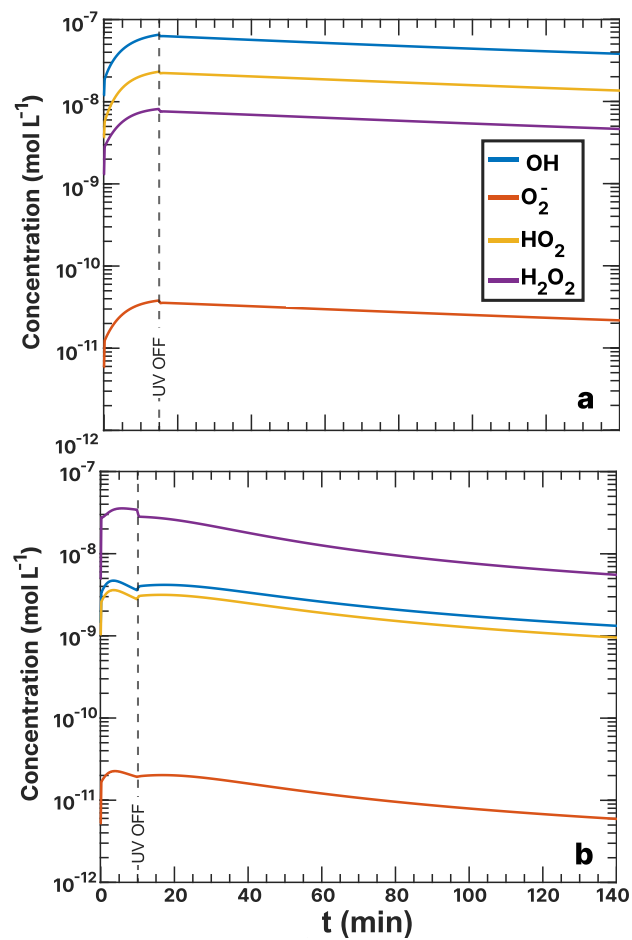 Concentration (mol L⁻¹)
10⁻⁷
10⁻⁸
10⁻⁹
10⁻¹⁰
10⁻¹¹
10⁻¹²
OH
O₂⁻
HO₂
H₂O₂
UV OFF
a
Concentration (mol L⁻¹)
10⁻⁷
10⁻⁸
10⁻⁹
10⁻¹⁰
10⁻¹¹
10⁻¹²
UV OFF
b
0 20 40 60 80 100 120 140
t (min)